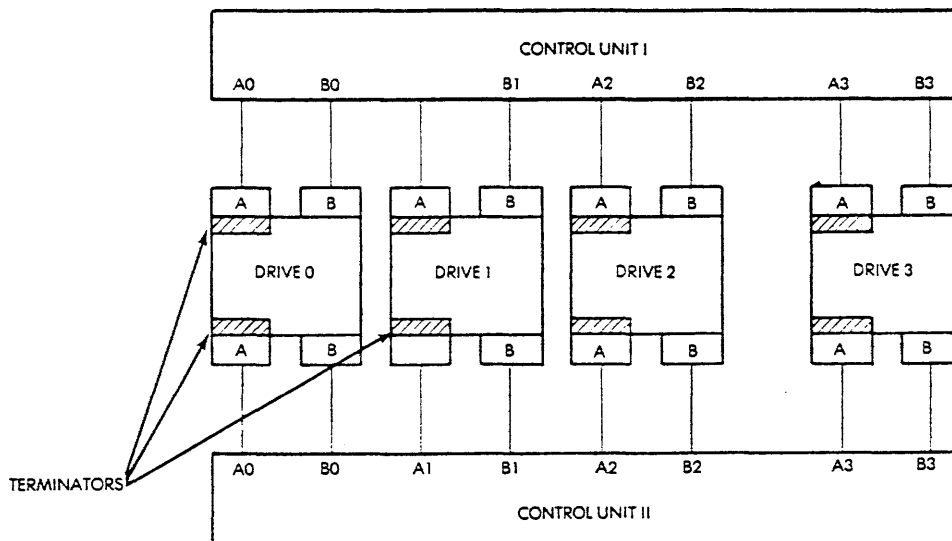 CONTROL UNIT I
A0 B0 B1 A2 B2 A3 B3
A B A B A B A B
DRIVE 0 DRIVE 1 DRIVE 2 DRIVE 3
A B B A B A B
A0 B0 A1 B1 A2 B2 A3 B3
TERMINATORS
CONTROL UNIT II